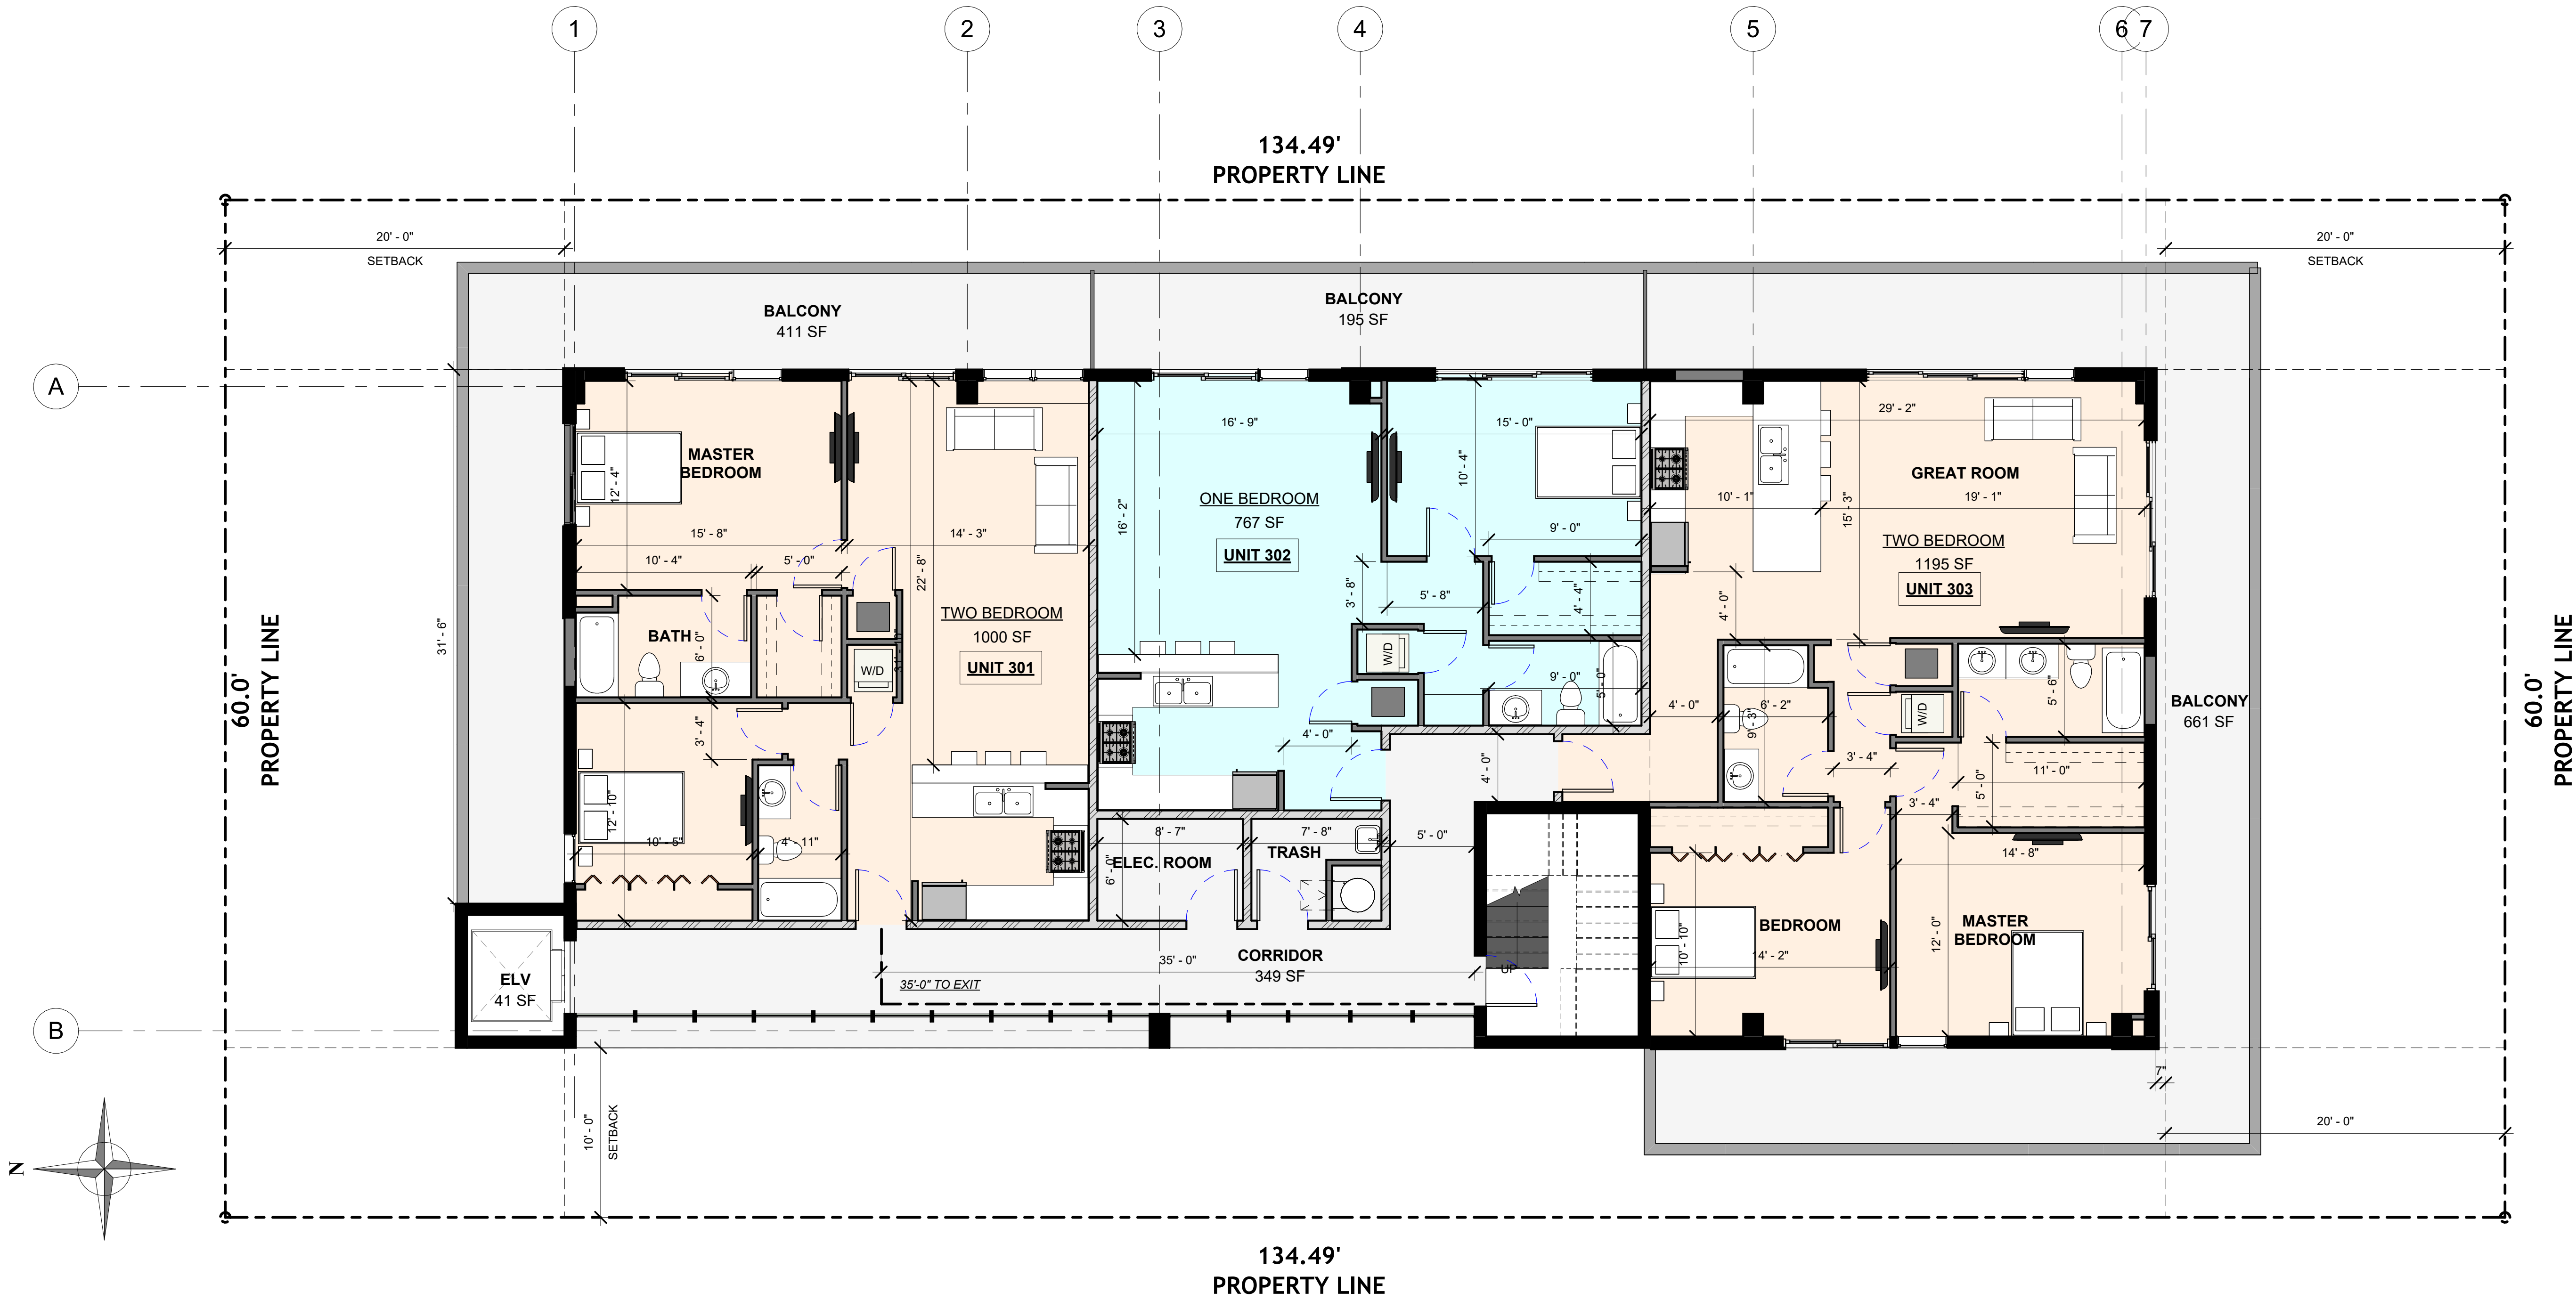 1
2
3
4
5
6
7
134.49'
PROPERTY LINE
20' - 0"
SETBACK
20' - 0"
SETBACK
BALCONY
411 SF
BALCONY
195 SF
A
16' - 9"
15' - 0"
29' - 2"
MASTER
BEDROOM
12' - 4"
10' - 4"
GREAT ROOM
ONE BEDROOM
767 SF
UNIT 302
16' - 2"
10' - 1"
15' - 3"
19' - 1"
15' - 8"
14' - 3"
9' - 0"
TWO BEDROOM
1195 SF
UNIT 303
10' - 4"
5' - 0"
22' - 8"
3' - 8"
5' - 8"
4' - 4"
4' - 0"
31' - 6"
BATH
6' - 0"
TWO BEDROOM
1000 SF
UNIT 301
W/D
W/D
9' - 0"
5' - 0"
60.0'
PROPERTY LINE
3' - 4"
4' - 0"
4' - 0"
4' - 0"
6' - 2"
9' - 3"
W/D
5' - 6"
BALCONY
661 SF
60.0'
PROPERTY LINE
3' - 4"
11' - 0"
5' - 0"
3' - 4"
12' - 10"
10' - 5"
4' - 11"
8' - 7"
7' - 8"
5' - 0"
ELEC. ROOM
6' - 0"
TRASH
14' - 8"
BEDROOM
10' - 10"
14' - 2"
MASTER
BEDROOM
12' - 0"
ELV
41 SF
35' - 0"
35'-0" TO EXIT
CORRIDOR
349 SF
UP
B
7"
10' - 0"
SETBACK
20' - 0"
N
134.49'
PROPERTY LINE